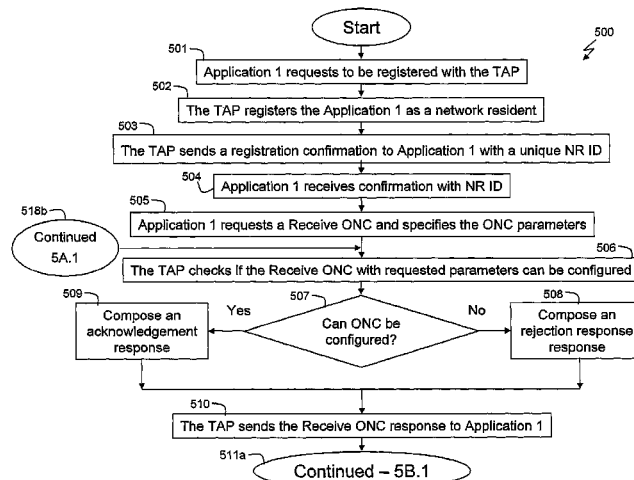 Start
500
501
Application 1 requests to be registered with the TAP
502
The TAP registers the Application 1 as a network resident
503
The TAP sends a registration confirmation to Application 1 with a unique NR ID
504
Application 1 receives confirmation with NR ID
505
Application 1 requests a Receive ONC and specifies the ONC parameters
518b
Continued
5A.1
506
The TAP checks if the Receive ONC with requested parameters can be configured
507
Can ONC be
configured?
Yes
No
509
Compose an
acknowledgement
response
508
Compose an
rejection response
response
510
The TAP sends the Receive ONC response to Application 1
511a
Continued – 5B.1